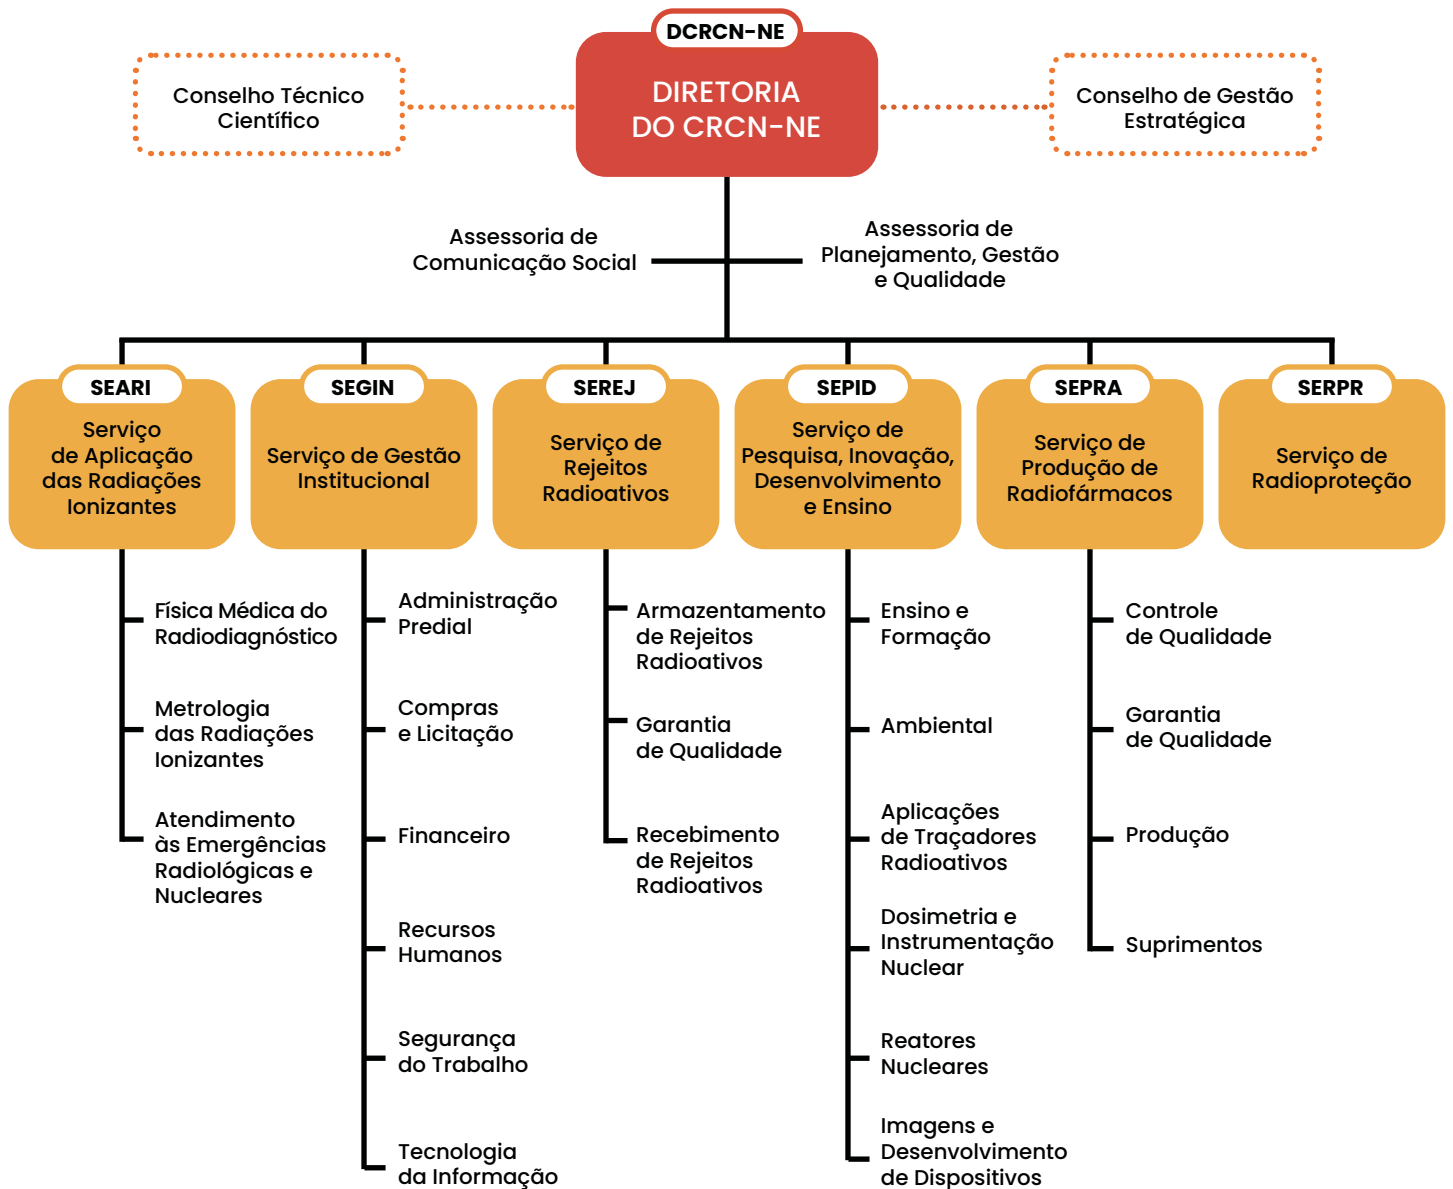 DCRCN-NE
DIRETORIA
DO CRCN-NE
Conselho Técnico
Científico
Conselho de Gestão
Estratégica
Assessoria de
Comunicação Social
Assessoria de
Planejamento, Gestão
e Qualidade
SEARI
Serviço
de Aplicação
das Radiações
Ionizantes
Física Médica do
Radiodiagnóstico
Metrologia
das Radiações
Ionizantes
Atendimento
às Emergências
Radiológicas e
Nucleares
SEGIN
Serviço de Gestão
Institucional
Administração
Predial
Compras
e Licitação
Financeiro
Recursos
Humanos
Segurança
do Trabalho
Tecnologia
da Informação
SEREJ
Serviço de
Rejeitos
Radioativos
Armazentamento
de Rejeitos
Radioativos
Garantia
de Qualidade
Recebimento
de Rejeitos
Radioativos
SEPID
Serviço de
Pesquisa, Inovação,
Desenvolvimento
e Ensino
Ensino e
Formação
Ambiental
Aplicações
de Traçadores
Radioativos
Dosimetria e
Instrumentação
Nuclear
Reatores
Nucleares
Imagens e
Desenvolvimento
de Dispositivos
SEPRA
Serviço de
Produção de
Radiofármacos
Controle
de Qualidade
Garantia
de Qualidade
Produção
Suprimentos
SERPR
Serviço de
Radioproteção